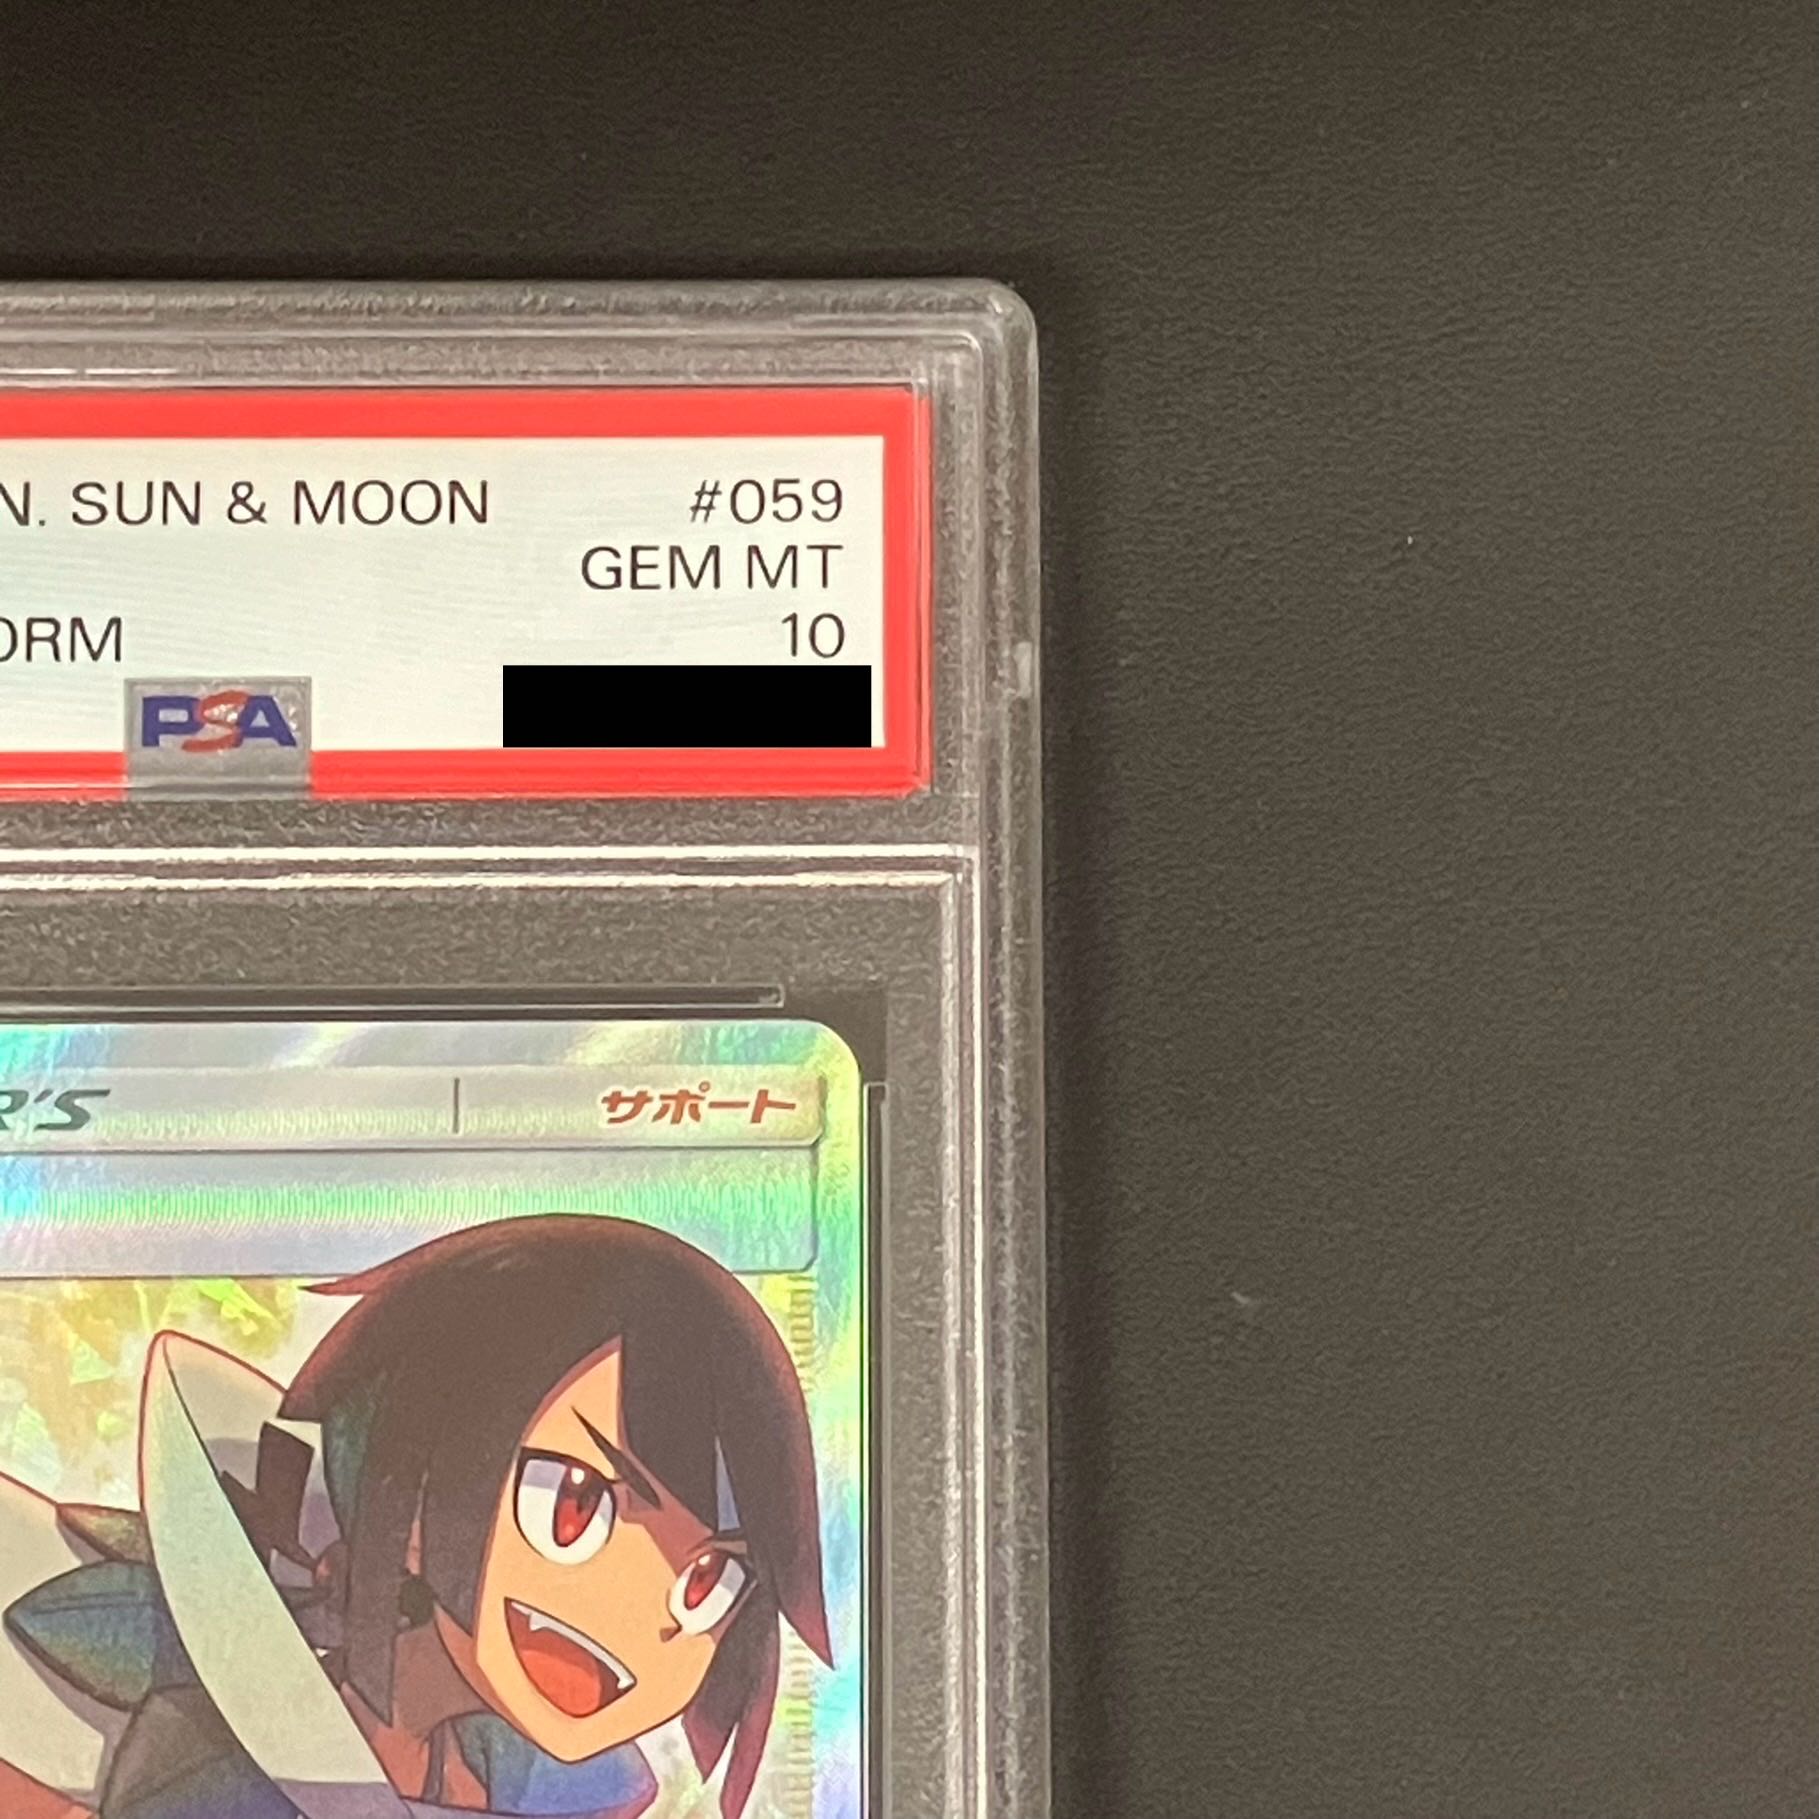 N. SUN & MOON #059
GEM MT
ORM 10
PSA
R'S サポート